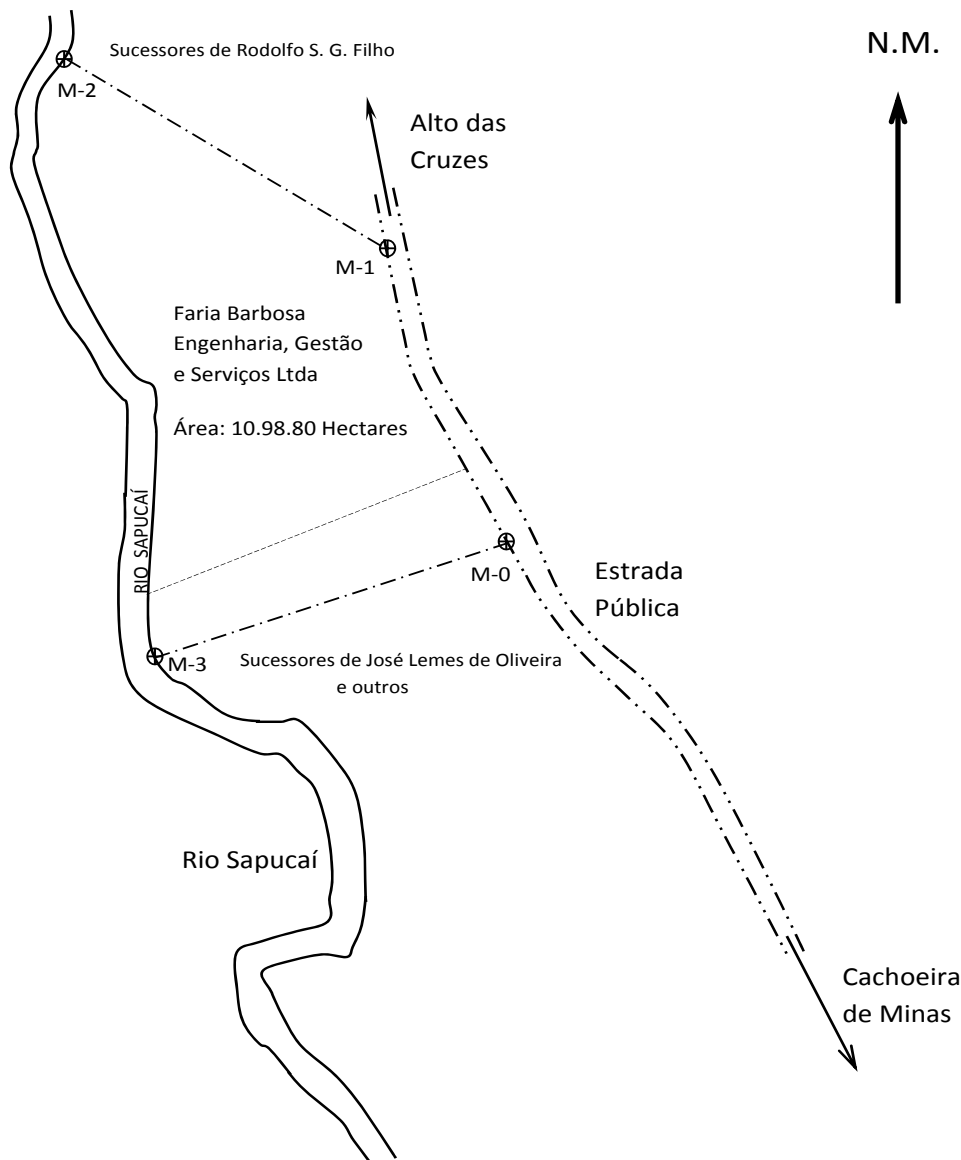 Sucessores de Rodolfo S. G. Filho
N.M.
M-2
Alto das
Cruzes
M-1
Faria Barbosa
Engenharia, Gestão
e Serviços Ltda
Área: 10.98.80 Hectares
RIO SAPUCAÍ
M-0
Estrada
Pública
M-3
Sucessores de José Lemes de Oliveira
e outros
Rio Sapucaí
Cachoeira
de Minas